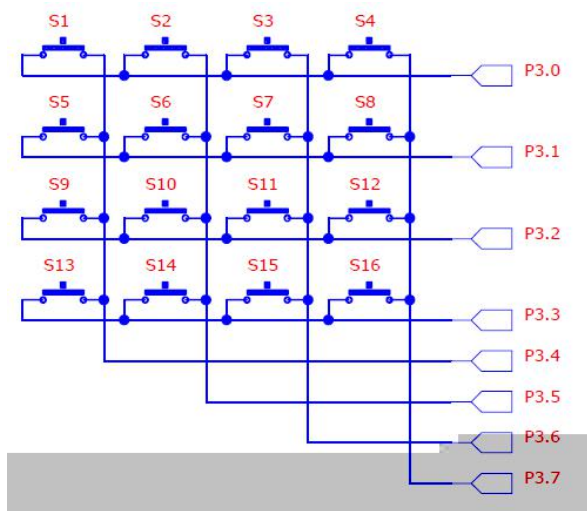 S1 S2 S3 S4
P3.0
S5 S6 S7 S8
P3.1
S9 S10 S11 S12
P3.2
S13 S14 S15 S16
P3.3
P3.4
P3.5
P3.6
P3.7